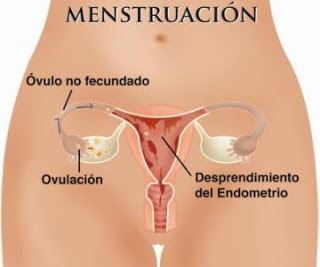 MENSTRUACIÓN
Óvulo no fecundado
Ovulación
Desprendimiento
del Endometrio